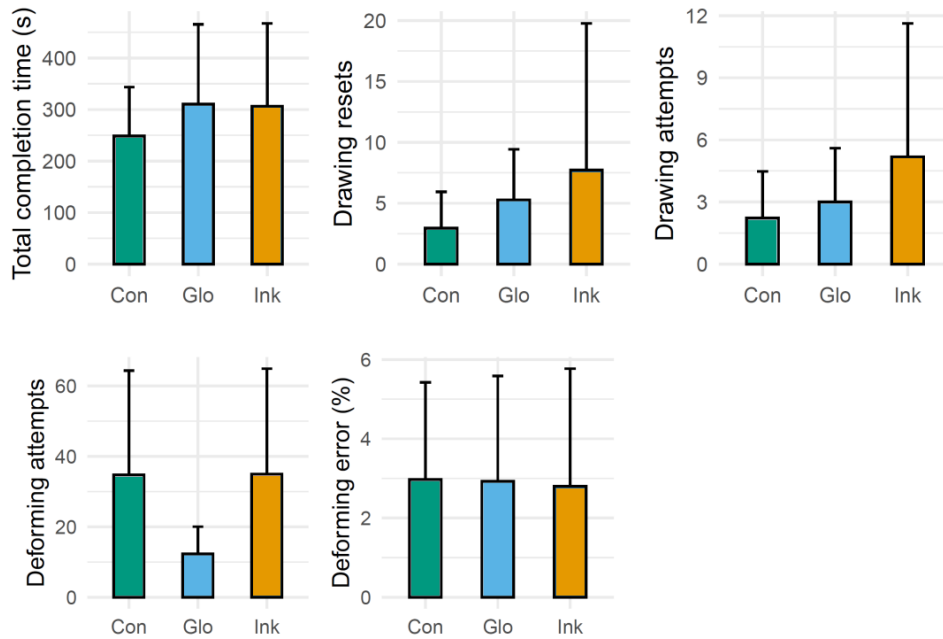 Total completion time (s)
400
300
200
100
0
Con Glo Ink
Drawing resets
20
15
10
5
0
Con Glo Ink
Drawing attempts
12
9
6
3
0
Con Glo Ink
Deforming attempts
60
40
20
0
Con Glo Ink
Deforming error (%)
6
4
2
0
Con Glo Ink